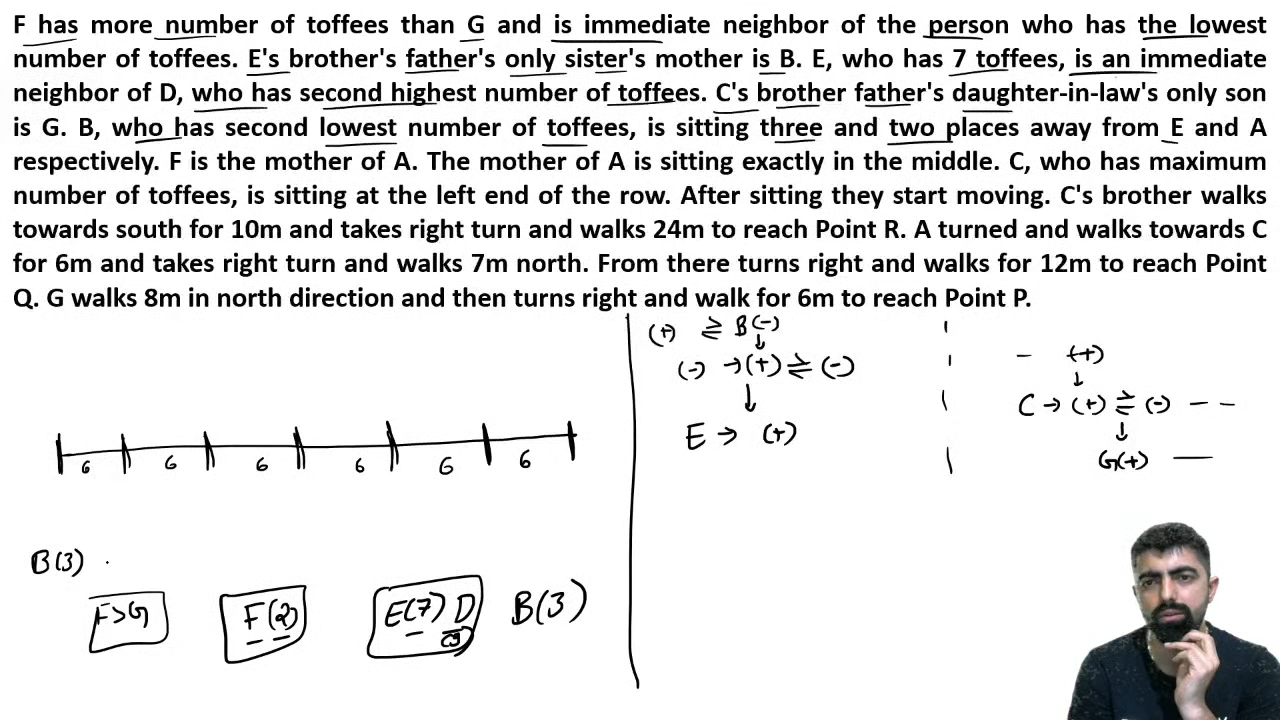 F has more number of toffees than G and is immediate neighbor of the person who has the lowest
number of toffees. E's brother's father's only sister's mother is B. E, who has 7 toffees, is an immediate
neighbor of D, who has second highest number of toffees. C's brother father's daughter-in-law's only son
is G. B, who has second lowest number of toffees, is sitting three and two places away from E and A
respectively. F is the mother of A. The mother of A is sitting exactly in the middle. C, who has maximum
number of toffees, is sitting at the left end of the row. After sitting they start moving. C's brother walks
towards south for 10m and takes right turn and walks 24m to reach Point R. A turned and walks towards C
for 6m and takes right turn and walks 7m north. From there turns right and walks for 12m to reach Point
Q. G walks 8m in north direction and then turns right and walk for 6m to reach Point P.
(+) ⇌ B(-)
↓
(-) → (+) ⇌ (-)
↓
E → (+)
- (+)
↓
C → (+) ⇌ (-) - -
↓
G(+) —
6 6 6 6 6 6
B(3)
F>G F(2) E(7) D B(3)